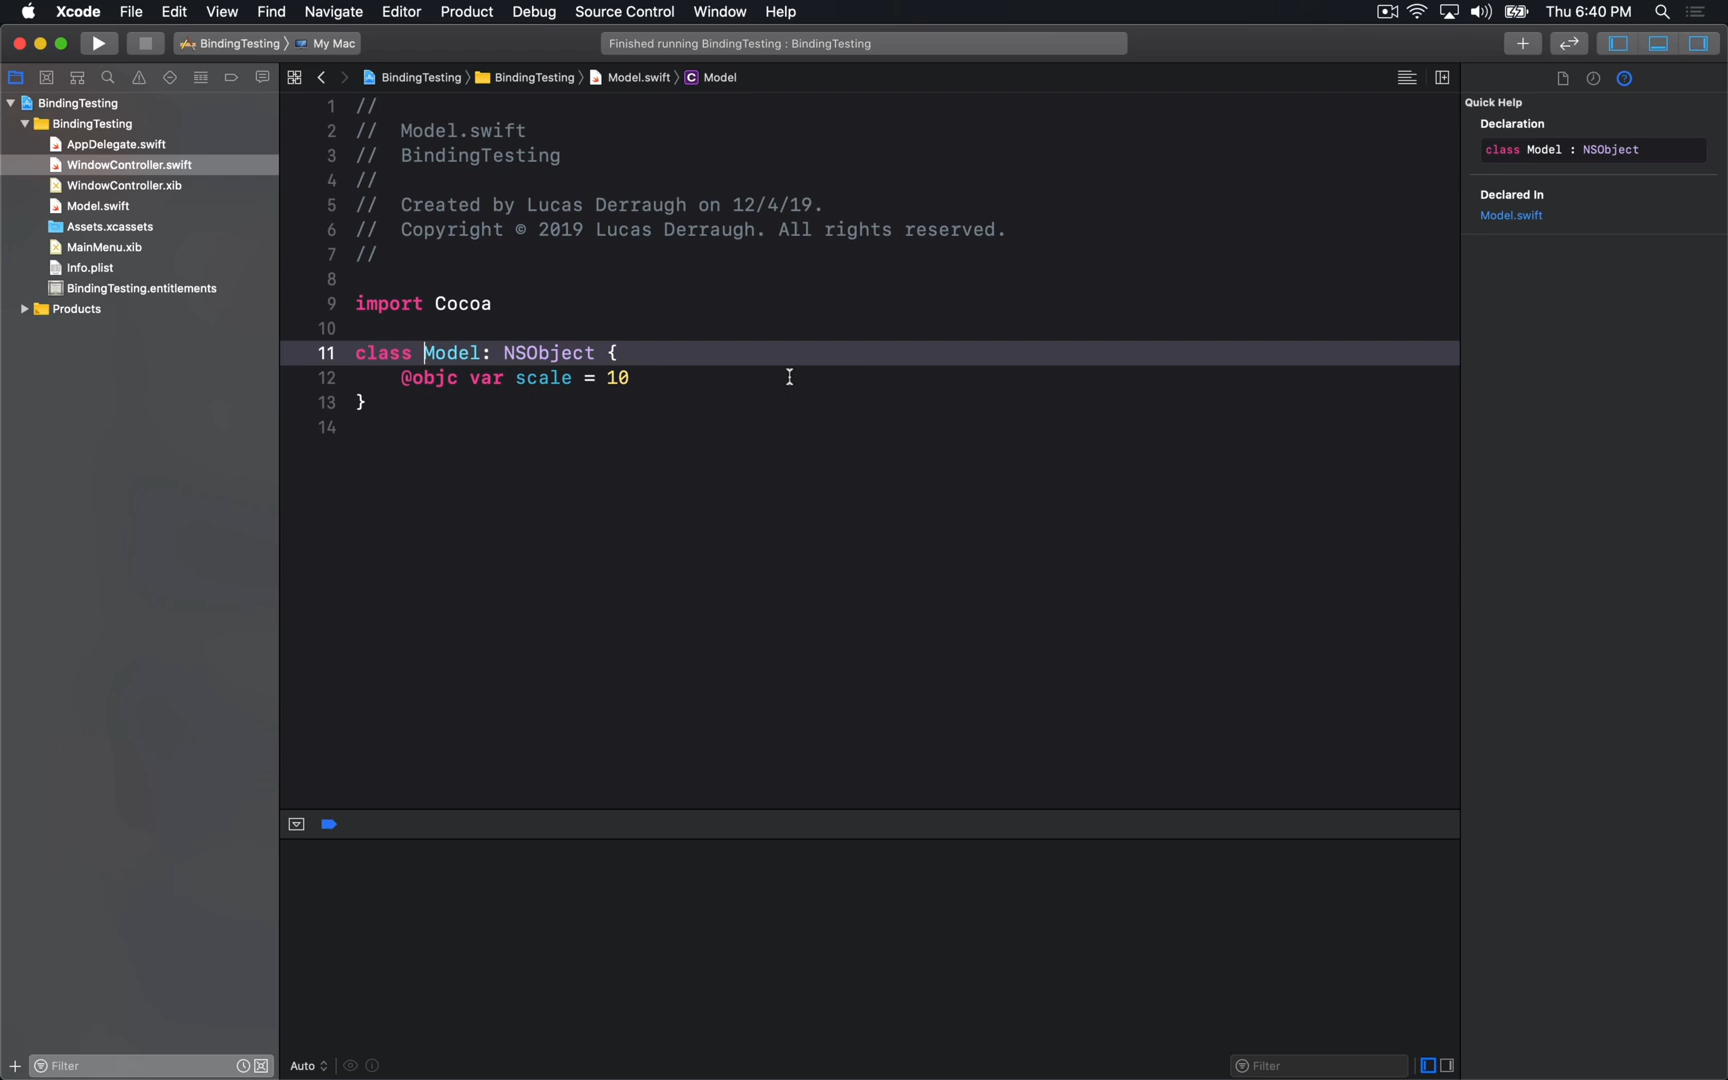 Xcode File Edit View Find Navigate Editor Product Debug Source Control Window Help Thu 6:40 PM
BindingTesting My Mac Finished running BindingTesting : BindingTesting
BindingTesting BindingTesting Model.swift Model
BindingTesting
BindingTesting
AppDelegate.swift
WindowController.swift
WindowController.xib
Model.swift
Assets.xcassets
MainMenu.xib
Info.plist
BindingTesting.entitlements
Products
Filter
1 //
2 //  Model.swift
3 //  BindingTesting
4 //
5 //  Created by Lucas Derraugh on 12/4/19.
6 //  Copyright © 2019 Lucas Derraugh. All rights reserved.
7 //
8
9 import Cocoa
10
11 class Model: NSObject {
12     @objc var scale = 10
13 }
14
Auto
Filter
Quick Help
Declaration
class Model : NSObject
Declared In
Model.swift